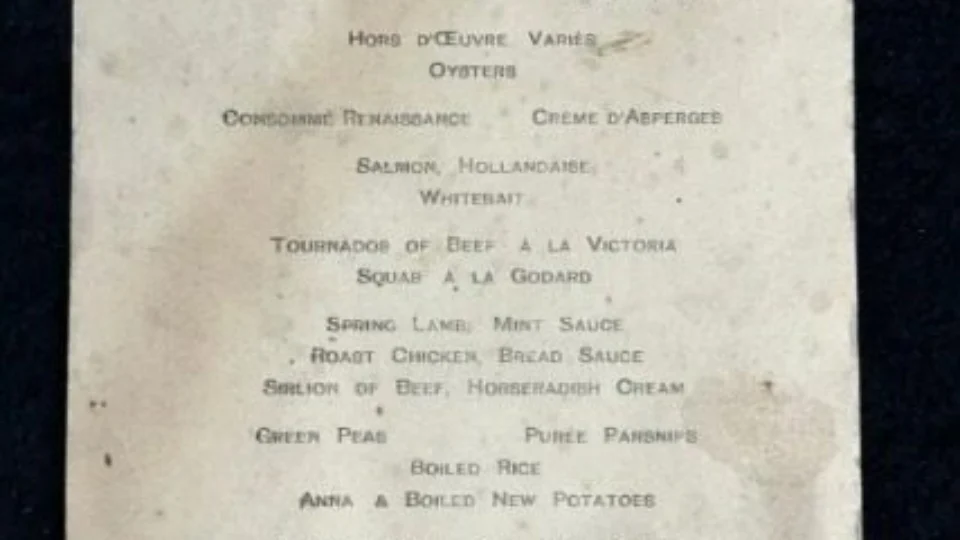 Hors d'Œuvre Variés
Oysters
Consommé Renaissance Crème d'Asperges
Salmon, Hollandaise
Whitebait
Tournados of Beef à la Victoria
Squab à la Godard
Spring Lamb, Mint Sauce
Roast Chicken, Bread Sauce
Sirlion of Beef, Horseradish Cream
Green Peas Purée Parsnips
Boiled Rice
Anna & Boiled New Potatoes